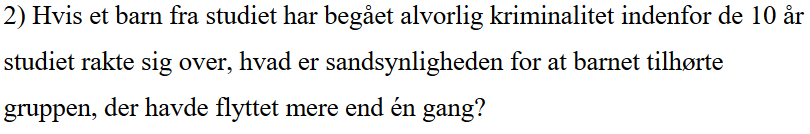 2) Hvis et barn fra studiet har begået alvorlig kriminalitet indenfor de 10 år
studiet rakte sig over, hvad er sandsynligheden for at barnet tilhørte
gruppen, der havde flyttet mere end én gang?